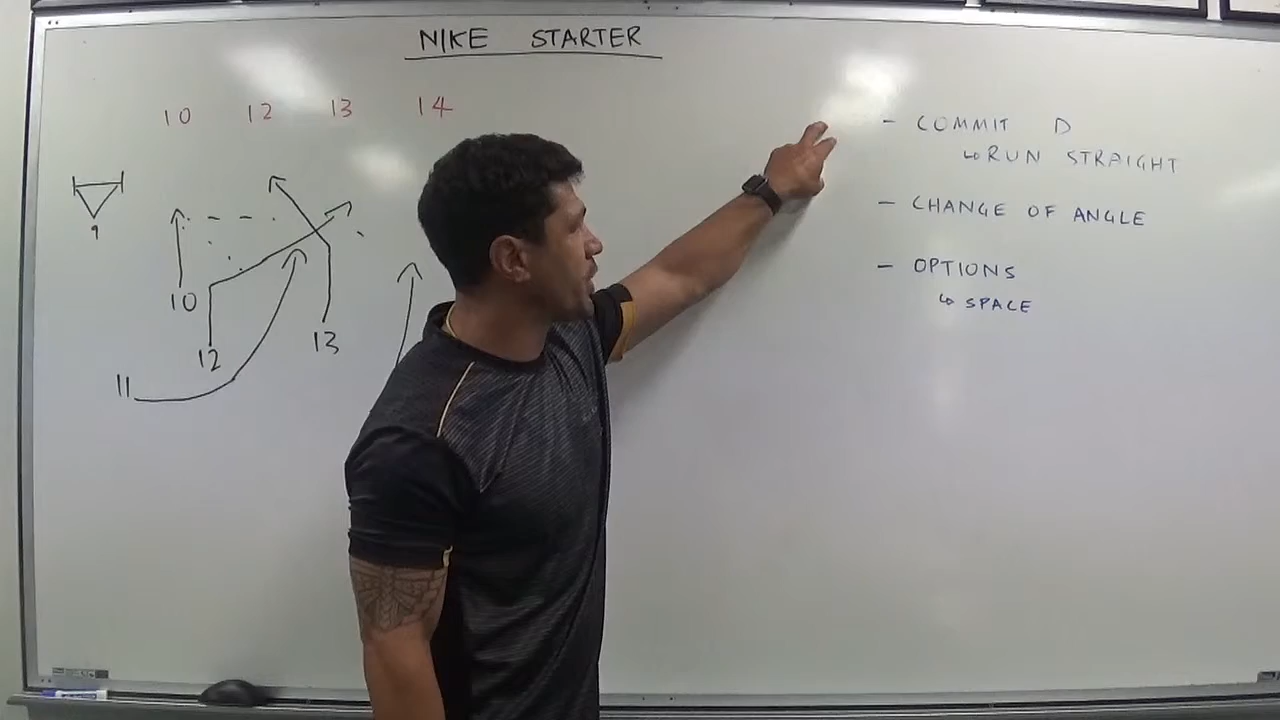 NIKE STARTER
10 12 13 14
- COMMIT D
↳ RUN STRAIGHT
- CHANGE OF ANGLE
- OPTIONS
↳ SPACE
9
10
12
13
11